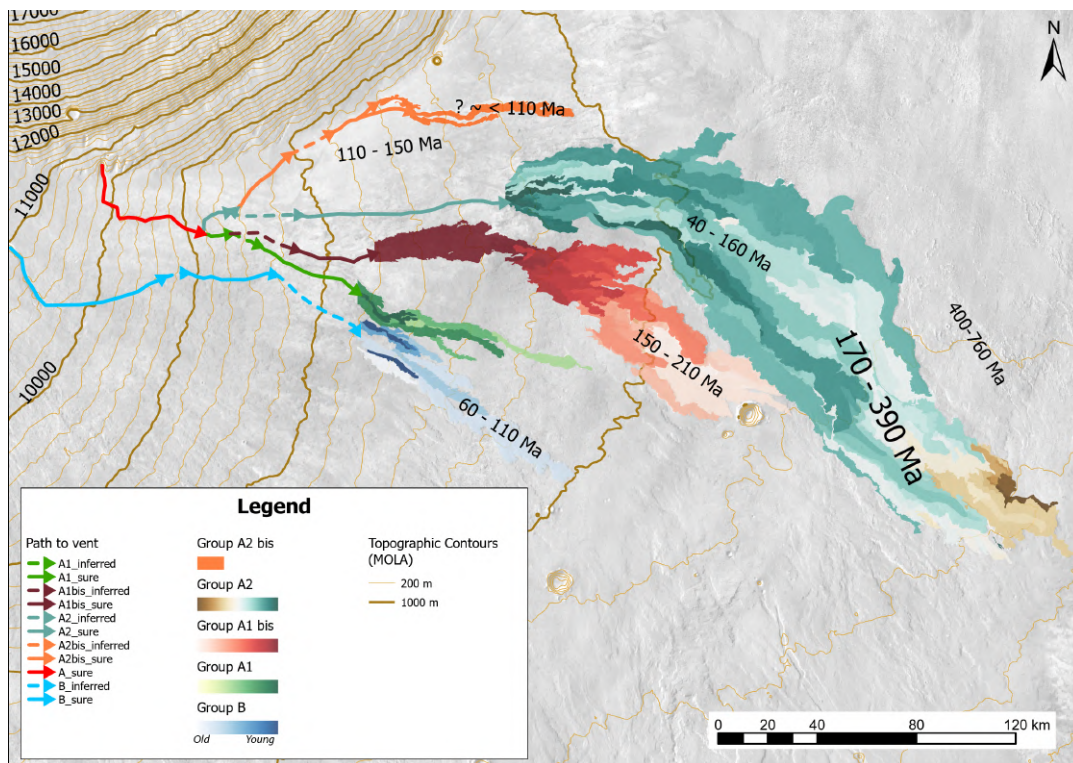 17000
16000
15000
14000
13000
12000
11000
10000
N
? ~ < 110 Ma
110 - 150 Ma
40 - 160 Ma
400-760 Ma
150 - 210 Ma
170 - 390 Ma
60 - 110 Ma
Legend
Path to vent
A1_inferred
A1_sure
A1bis_inferred
A1bis_sure
A2_inferred
A2_sure
A2bis_inferred
A2bis_sure
A_sure
B_inferred
B_sure
Group A2 bis
Group A2
Group A1 bis
Group A1
Group B
Old Young
Topographic Contours
(MOLA)
200 m
1000 m
0 20 40 80 120 km